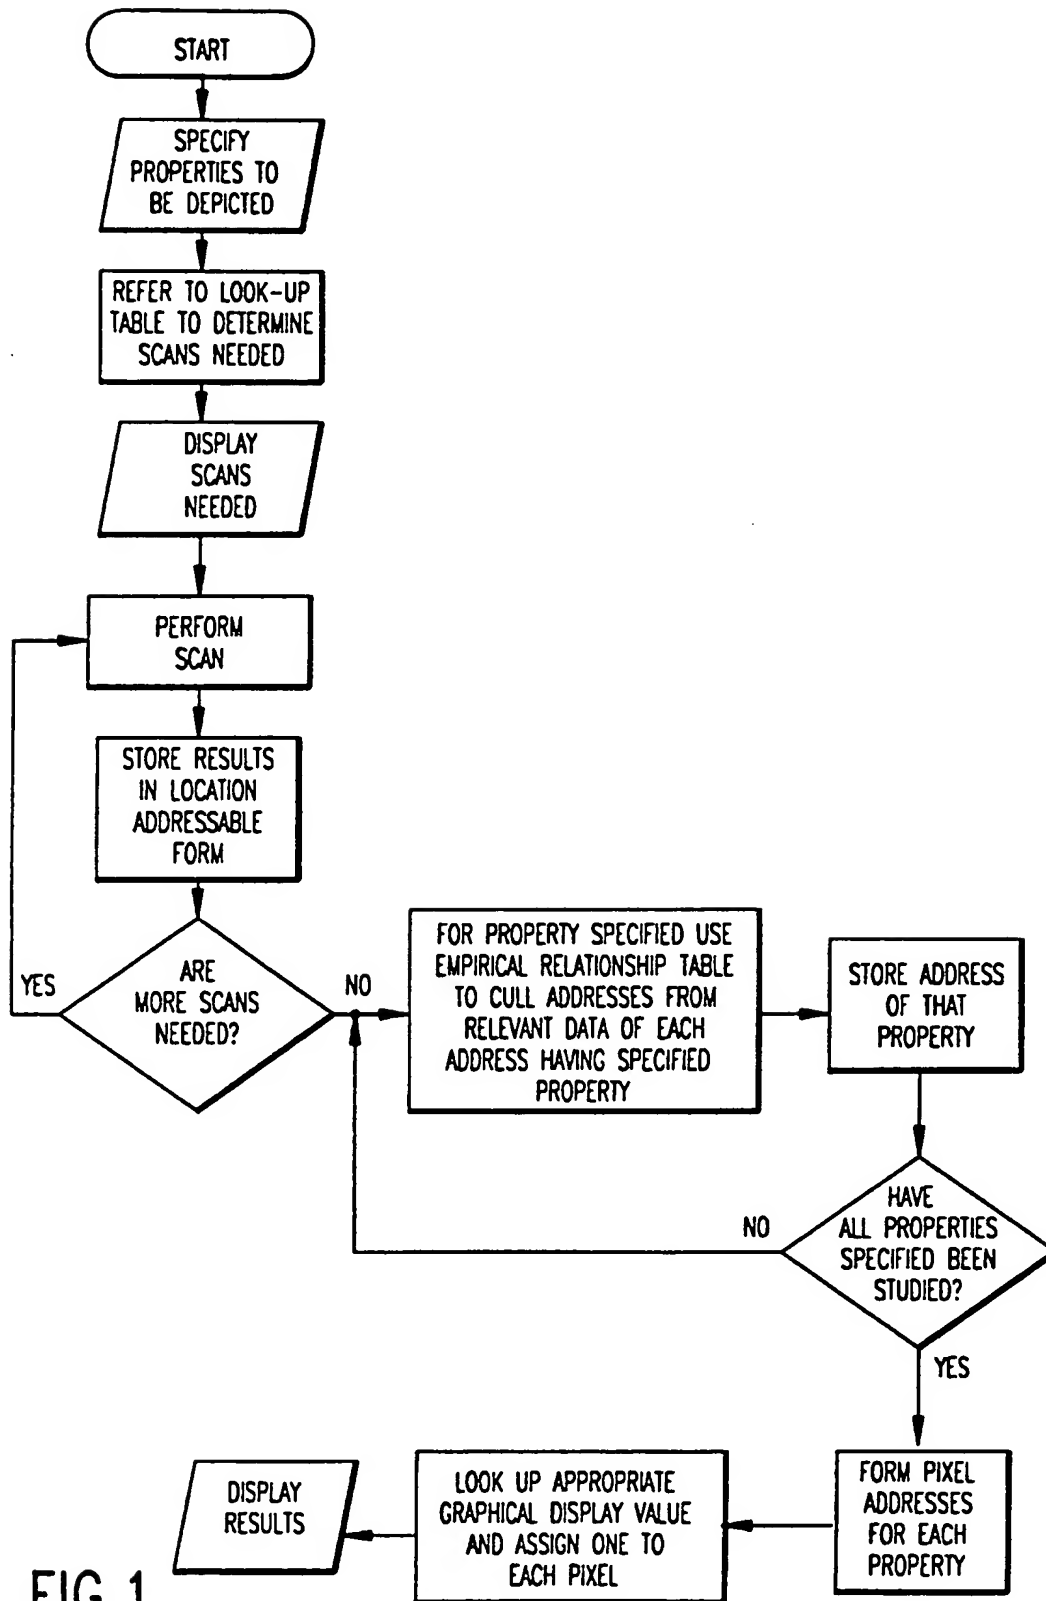 START
SPECIFY
PROPERTIES TO
BE DEPICTED
REFER TO LOOK-UP
TABLE TO DETERMINE
SCANS NEEDED
DISPLAY
SCANS
NEEDED
PERFORM
SCAN
STORE RESULTS
IN LOCATION
ADDRESSABLE
FORM
ARE
MORE SCANS
NEEDED?
YES
NO
FOR PROPERTY SPECIFIED USE
EMPIRICAL RELATIONSHIP TABLE
TO CULL ADDRESSES FROM
RELEVANT DATA OF EACH
ADDRESS HAVING SPECIFIED
PROPERTY
STORE ADDRESS
OF THAT
PROPERTY
HAVE
ALL PROPERTIES
SPECIFIED BEEN
STUDIED?
NO
YES
FORM PIXEL
ADDRESSES
FOR EACH
PROPERTY
LOOK UP APPROPRIATE
GRAPHICAL DISPLAY VALUE
AND ASSIGN ONE TO
EACH PIXEL
DISPLAY
RESULTS
FIG. 1